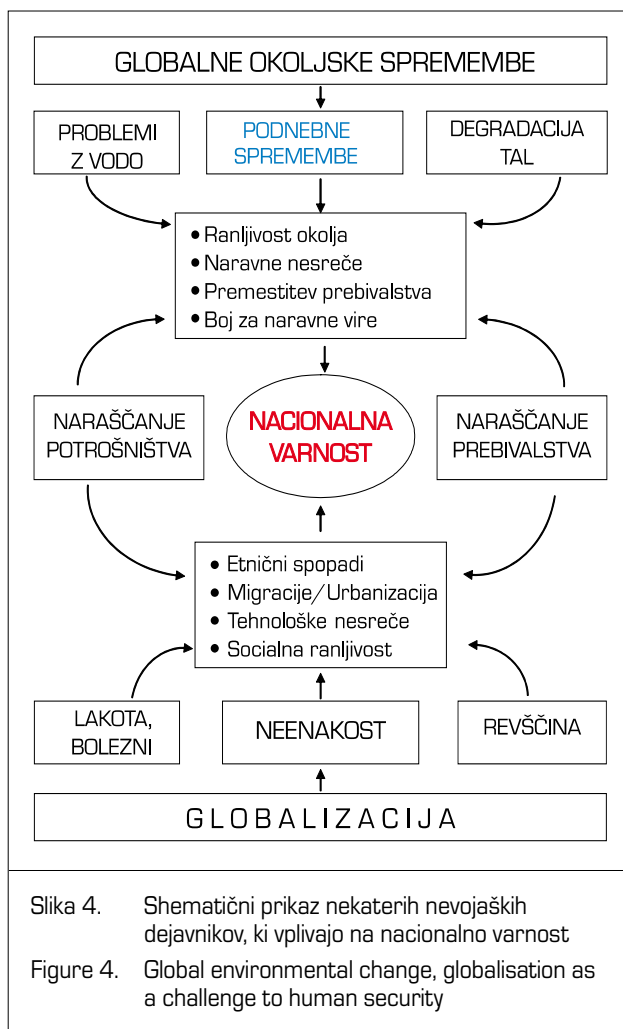 GLOBALNE OKOLJSKE SPREMEMBE
PROBLEMI
Z VODO
PODNEBNE
SPREMEMBE
DEGRADACIJA
TAL
• Ranljivost okolja
• Naravne nesreče
• Premestitev prebivalstva
• Boj za naravne vire
NARAŠČANJE
POTROŠNIŠTVA
NACIONALNA
VARNOST
NARAŠČANJE
PREBIVALSTVA
• Etnični spopadi
• Migracije/Urbanizacija
• Tehnološke nesreče
• Socialna ranljivost
LAKOTA,
BOLEZNI
NEENAKOST
REVŠČINA
GLOBALIZACIJA
Slika 4. Shematični prikaz nekaterih nevojaških
dejavnikov, ki vplivajo na nacionalno varnost
Figure 4. Global environmental change, globalisation as
a challenge to human security